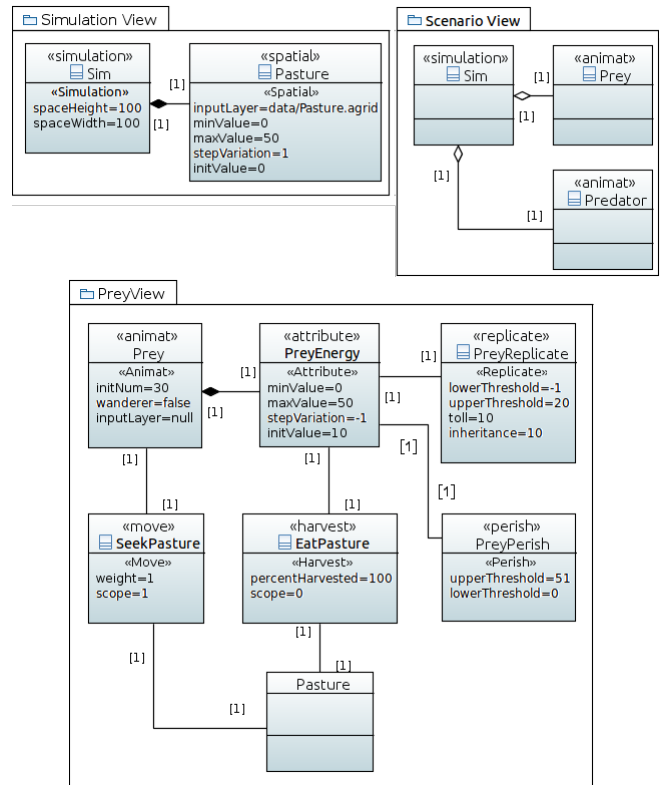 Simulation View
«simulation»
Sim
«Simulation»
spaceHeight=100
spaceWidth=100
[1]
[1]
«spatial»
Pasture
«Spatial»
inputLayer=data/Pasture.agrid
minValue=0
maxValue=50
stepVariation=1
initValue=0
Scenario View
«simulation»
Sim
[1]
[1]
«animat»
Prey
[1]
[1]
«animat»
Predator
PreyView
«animat»
Prey
«Animat»
initNum=30
wanderer=false
inputLayer=null
[1]
[1]
«attribute»
PreyEnergy
«Attribute»
minValue=0
maxValue=50
stepVariation=-1
initValue=10
[1]
[1]
«replicate»
PreyReplicate
«Replicate»
lowerThreshold=-1
upperThreshold=20
toll=10
inheritance=10
[1]
[1]
[1]
[1]
[1]
[1]
«move»
SeekPasture
«Move»
weight=1
scope=1
«harvest»
EatPasture
«Harvest»
percentHarvested=100
scope=0
«perish»
PreyPerish
«Perish»
upperThreshold=51
lowerThreshold=0
[1]
[1]
[1]
[1]
Pasture